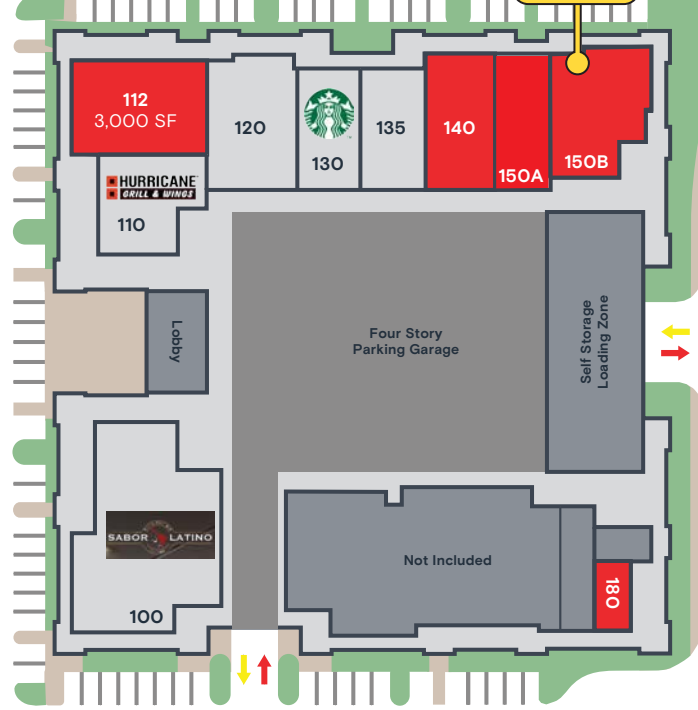 112
3,000 SF
120
130
135
140
150A
150B
HURRICANE
GRILL & WINGS
110
Lobby
Four Story
Parking Garage
Self Storage
Loading Zone
SABOR LATINO
100
Not Included
180